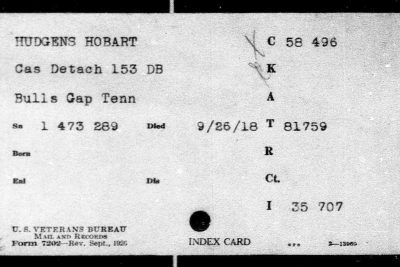 HUDGENS HOBART C 58 496
Cas Detach 153 DB K
Bulls Gap Tenn A
Sn 1 473 289 Died 9/26/18 T 81759
Born R
Enl Dis Ct.
I 35 707
U. S. VETERANS BUREAU
MAIL AND RECORDS
Form 7202—Rev. Sept., 1926
INDEX CARD 2—13969